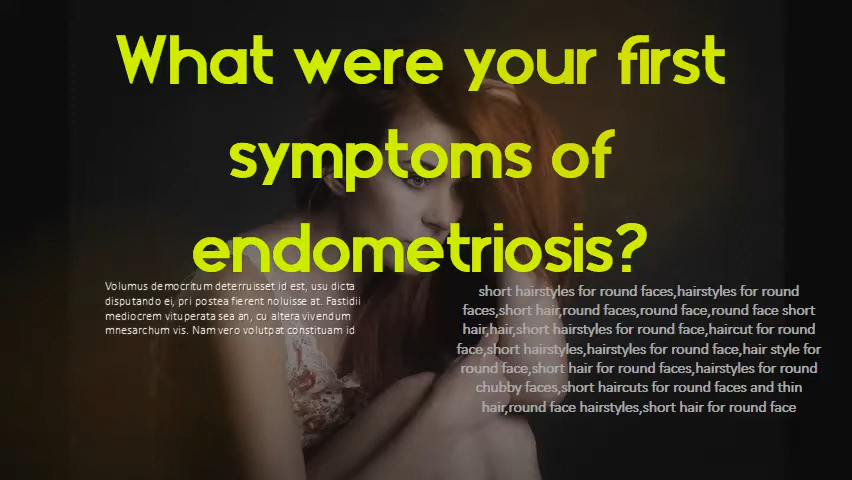 What were your first
symptoms of
endometriosis?
Volumus democritum deterruisset id est, usu dicta
disputando ei, pri postea fierent noluisse at. Fastidii
mediocrem vituperata sea an, cu altera vivendum
mnesarchum vis. Nam vero volutpat constituam id
short hairstyles for round faces,hairstyles for round
faces,short hair,round faces,round face,round face short
hair,hair,short hairstyles for round face,haircut for round
face,short hairstyles,hairstyles for round face,hair style for
round face,short hair for round faces,hairstyles for round
chubby faces,short haircuts for round faces and thin
hair,round face hairstyles,short hair for round face